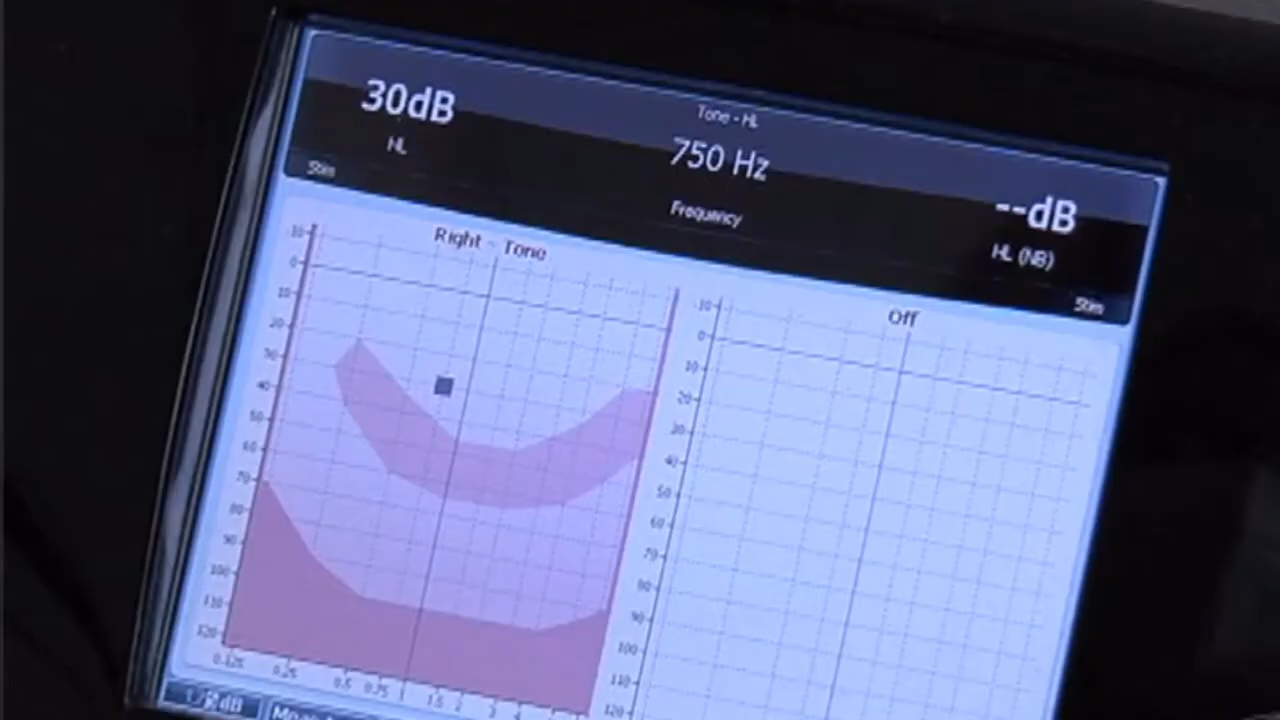 30dB
HL
Stim
Tone - HL
750 Hz
Frequency
--dB
HL (NB)
Stim
Right - Tone
-10
0
10
20
30
40
50
60
70
80
90
100
110
120
0.125 0.25 0.5 0.75 1 1.5 2 3 4
Off
-10
0
10
20
30
40
50
60
70
80
90
100
110
120